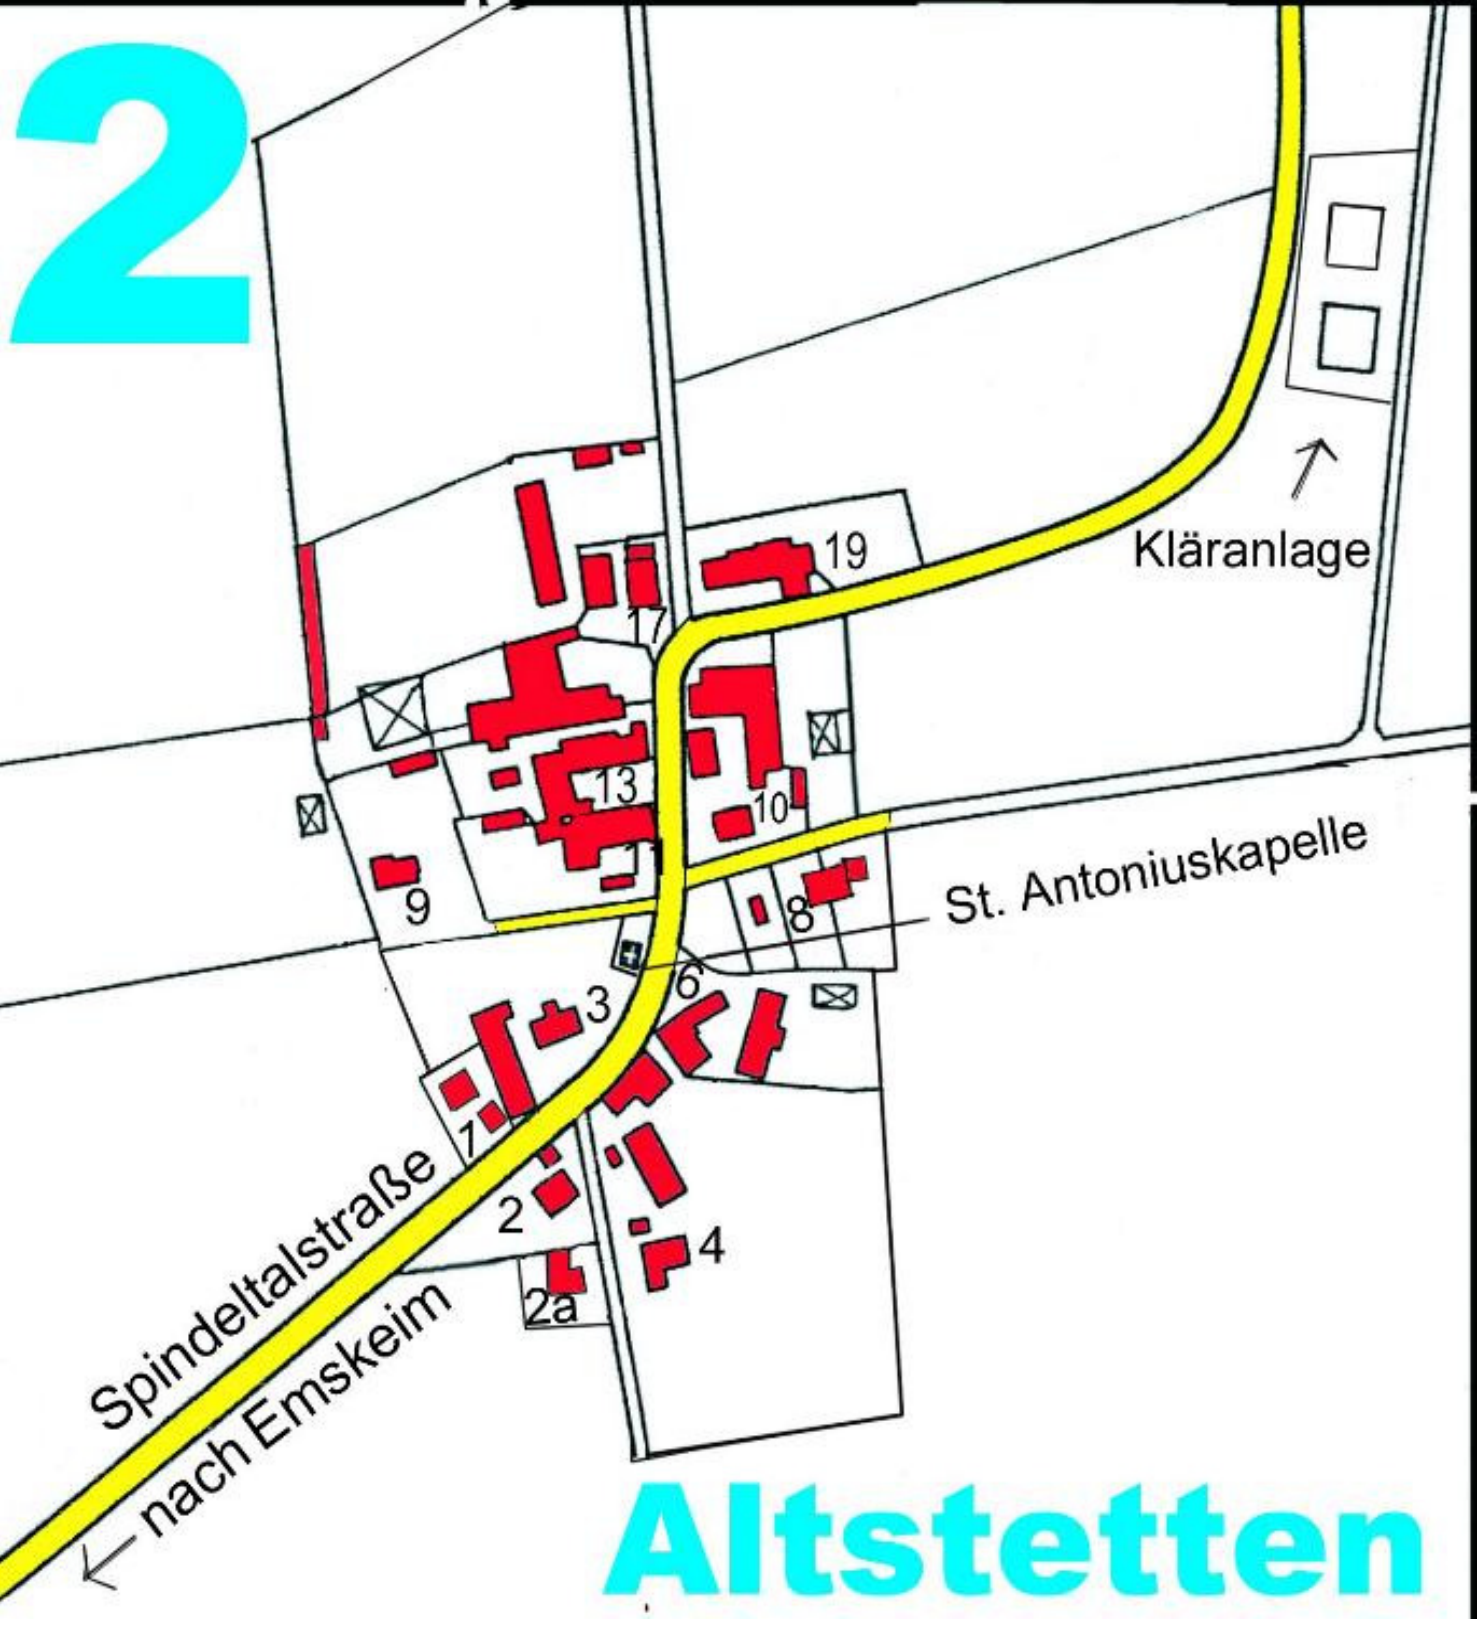 2
19
Kläranlage
17
13
10
11
9
8
St. Antoniuskapelle
6
3
1
2
4
2a
Spindeltalstraße
nach Emskeim
Altstetten